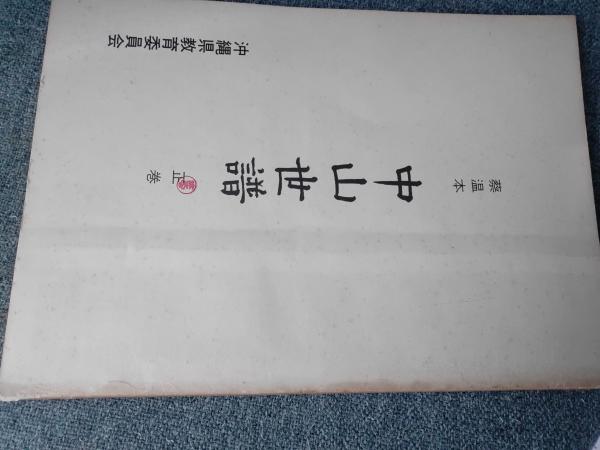 蔡温本
中山世譜
正巻
沖縄県教育委員会